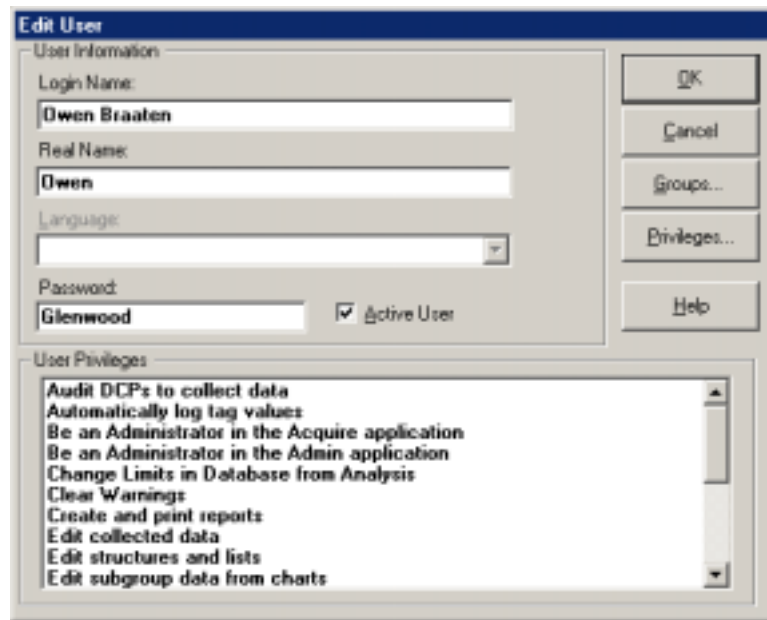 Edit User
User Information
Login Name:
Owen Braaten
Real Name:
Owen
Language:
Password:
Glenwood
Active User
OK
Cancel
Groups...
Privileges...
Help
User Privileges
Audit DCPs to collect data
Automatically log tag values
Be an Administrator in the Acquire application
Be an Administrator in the Admin application
Change Limits in Database from Analysis
Clear Warnings
Create and print reports
Edit collected data
Edit structures and lists
Edit subgroup data from charts